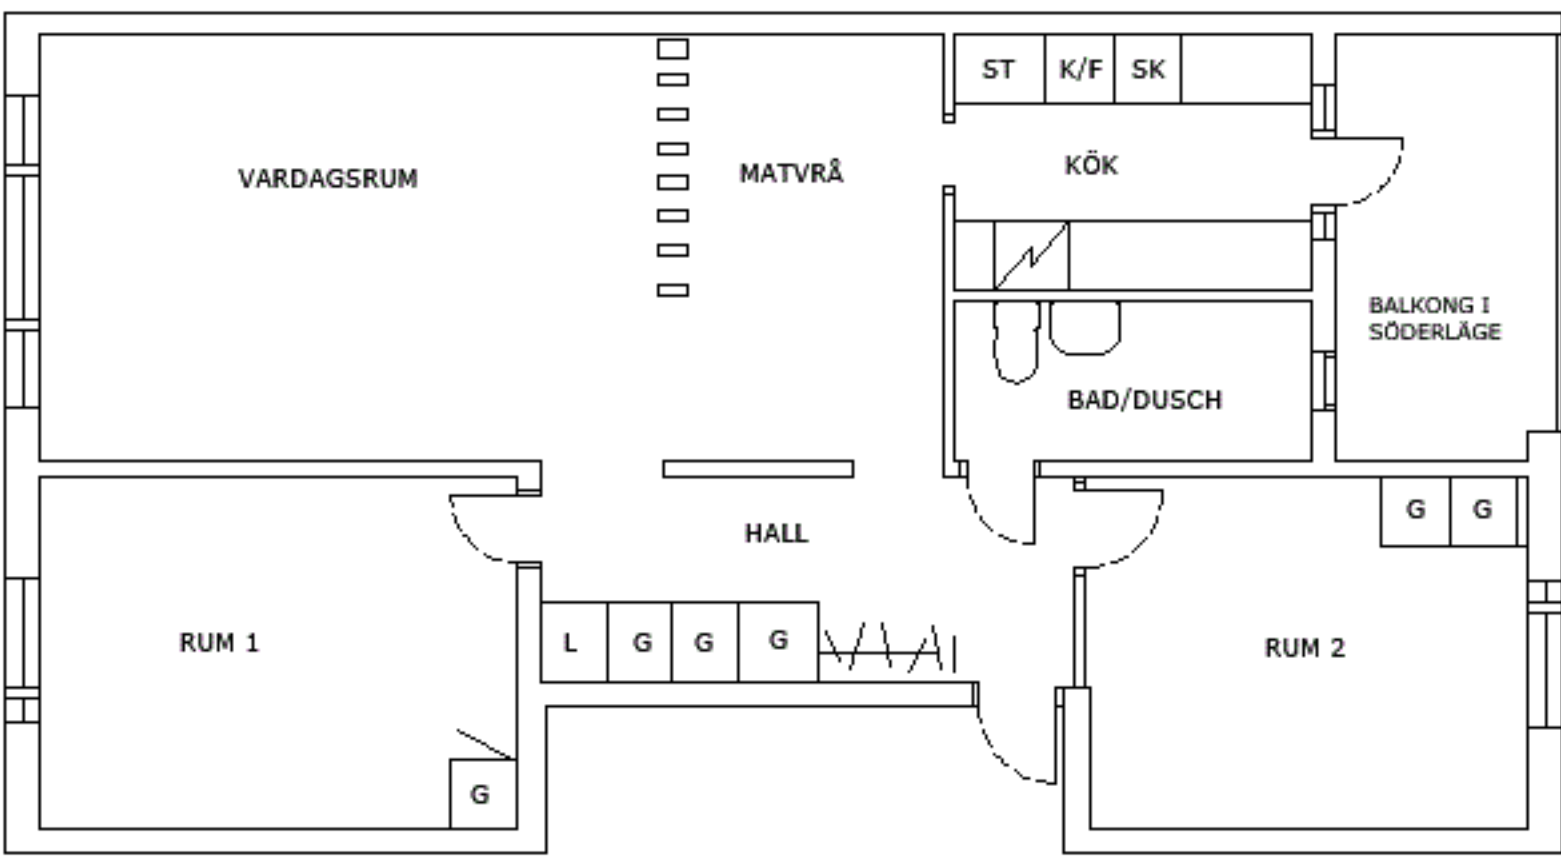 ST K/F SK
VARDAGSRUM
MATVRÅ
KÖK
BALKONG I
SÖDERLÄGE
BAD/DUSCH
HALL
G G
RUM 1
L G G G
RUM 2
G